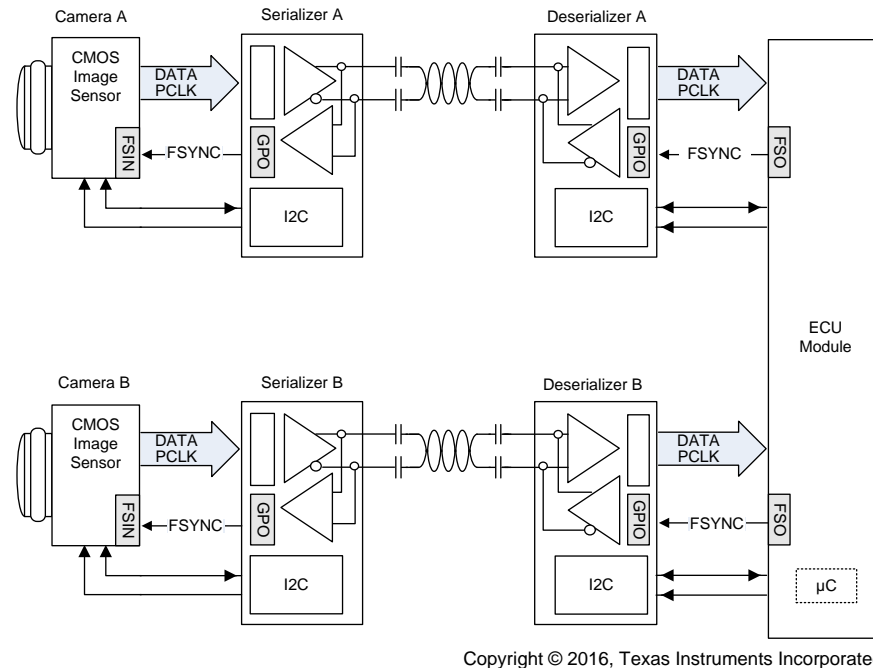 Camera A
Serializer A
Deserializer A
CMOS
Image
Sensor
DATA
PCLK
DATA
PCLK
FSIN
FSYNC
GPO
GPIO
FSYNC
FSO
I2C
I2C
ECU
Module
Camera B
Serializer B
Deserializer B
CMOS
Image
Sensor
DATA
PCLK
DATA
PCLK
FSIN
FSYNC
GPO
GPIO
FSYNC
FSO
I2C
I2C
µC
Copyright © 2016, Texas Instruments Incorporate